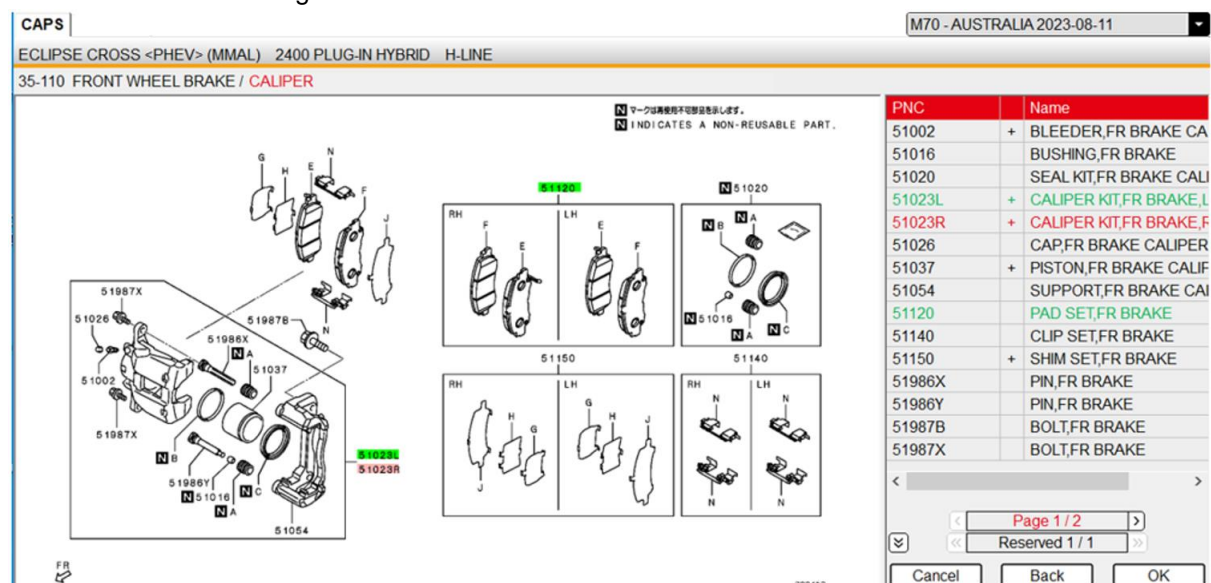 CAPS
M70 - AUSTRALIA 2023-08-11
ECLIPSE CROSS <PHEV> (MMAL) 2400 PLUG-IN HYBRID H-LINE
35-110 FRONT WHEEL BRAKE / CALIPER
N マークは再使用不可部品を示します。
N INDICATES A NON-REUSABLE PART.
G
H
E
N
F
J
N
51987X
51026
51986X
N A
51987B
51037
51002
51987X
N B
51986Y
N 51016
N A
N C
51054
51023L
51023R
FR
51120
RH
LH
F
E
E
F
N 51020
N A
N B
N 51016
N A
N C
51150
RH
LH
J
H
G
G
H
J
51140
RH
LH
N
N
N
N
PNC Name
51002 + BLEEDER,FR BRAKE CA
51016 BUSHING,FR BRAKE
51020 SEAL KIT,FR BRAKE CALI
51023L + CALIPER KIT,FR BRAKE,L
51023R + CALIPER KIT,FR BRAKE,R
51026 CAP,FR BRAKE CALIPER
51037 + PISTON,FR BRAKE CALIF
51054 SUPPORT,FR BRAKE CAI
51120 PAD SET,FR BRAKE
51140 CLIP SET,FR BRAKE
51150 + SHIM SET,FR BRAKE
51986X PIN,FR BRAKE
51986Y PIN,FR BRAKE
51987B BOLT,FR BRAKE
51987X BOLT,FR BRAKE
Page 1 / 2
Reserved 1 / 1
Cancel Back OK